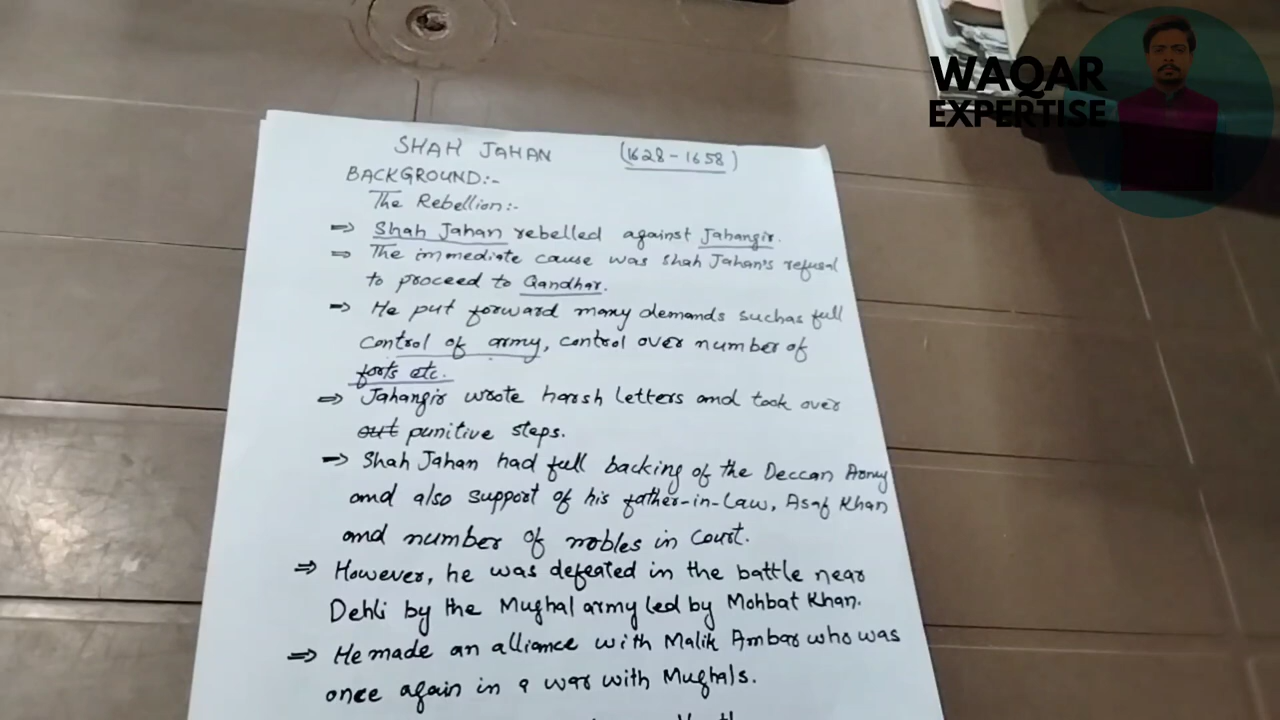 WAQAR
EXPERTISE
SHAH JAHAN (1628-1658)
BACKGROUND:-
The Rebellion:-
⇒ Shah Jahan rebelled against Jahangir.
⇒ The immediate cause was Shah Jahan's refusal
to proceed to Qandhar.
⇒ He put forward many demands suchas full
control of army, control over number of
forts etc.
⇒ Jahangir wrote harsh letters and took over
out punitive steps.
⇒ Shah Jahan had full backing of the Deccan Army
and also support of his father-in-law, Asaf Khan
and number of nobles in court.
⇒ However, he was defeated in the battle near
Dehli by the Mughal army led by Mohbat Khan.
⇒ He made an alliance with Malik Ambar who was
once again in a war with Mughals.